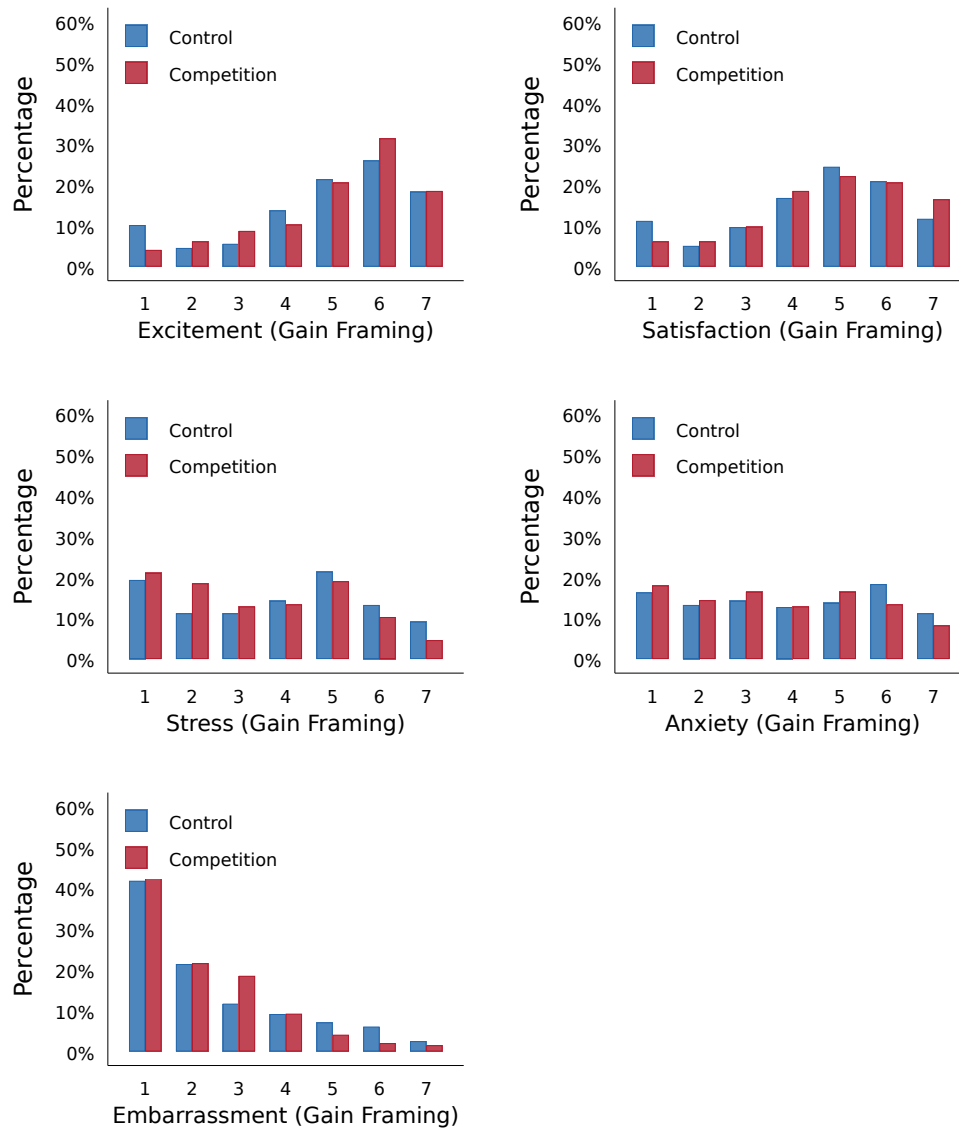 60%
50%
40%
30%
20%
10%
0%
Percentage
Control
Competition
1 2 3 4 5 6 7
Excitement (Gain Framing)
60%
50%
40%
30%
20%
10%
0%
Percentage
Control
Competition
1 2 3 4 5 6 7
Satisfaction (Gain Framing)
60%
50%
40%
30%
20%
10%
0%
Percentage
Control
Competition
1 2 3 4 5 6 7
Stress (Gain Framing)
60%
50%
40%
30%
20%
10%
0%
Percentage
Control
Competition
1 2 3 4 5 6 7
Anxiety (Gain Framing)
60%
50%
40%
30%
20%
10%
0%
Percentage
Control
Competition
1 2 3 4 5 6 7
Embarrassment (Gain Framing)